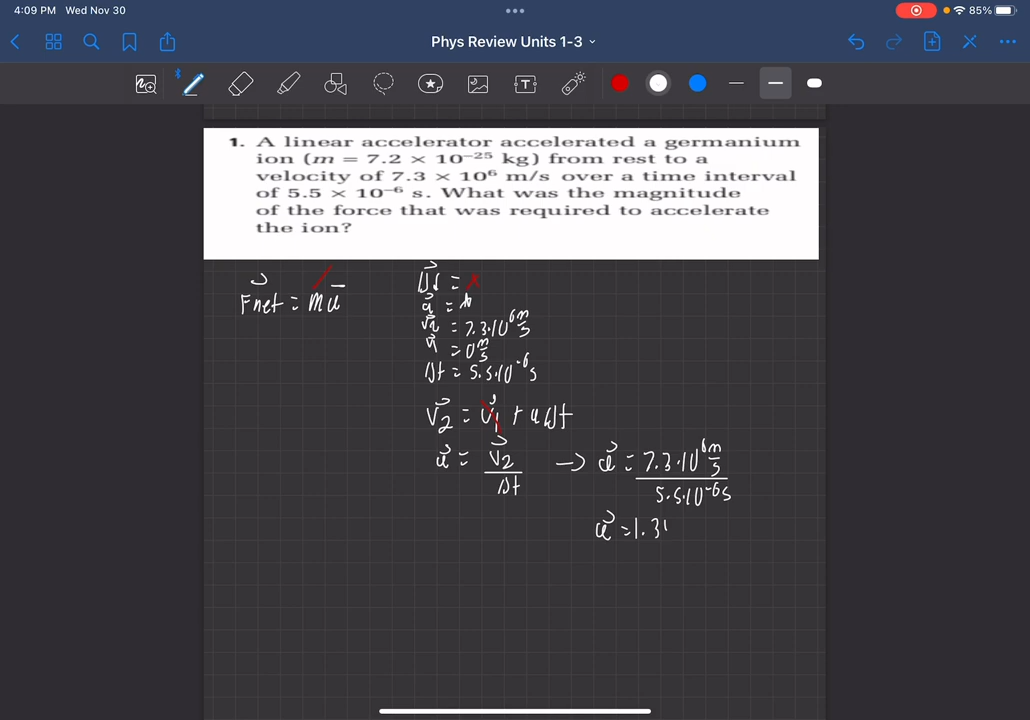 4:09 PM Wed Nov 30
85%
Phys Review Units 1-3
T
1. A linear accelerator accelerated a germanium
ion (m = 7.2 × 10⁻²⁵ kg) from rest to a
velocity of 7.3 × 10⁶ m/s over a time interval
of 5.5 × 10⁻⁶ s. What was the magnitude
of the force that was required to accelerate
the ion?
Fnet = ma
Δd = x
a =
v2 = 7.3·10⁶ m/s
= 0 m/s
Δt = 5.5·10⁻⁶ s
v2 = v1 + aΔt
a = v2/Δt → a = 7.3·10⁶ m/s / 5.5·10⁻⁶ s
a = 1.31